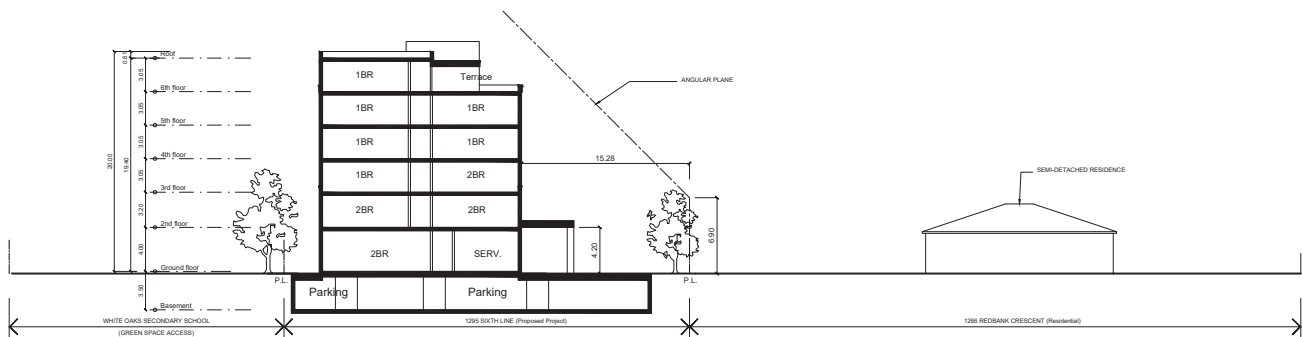 Roof
0.61
1BR
Terrace
3.05
ANGULAR PLANE
6th floor
1BR
1BR
3.05
5th floor
1BR
1BR
3.05
20.00
19.40
4th floor
15.28
1BR
2BR
3.05
SEMI-DETACHED RESIDENCE
3rd floor
2BR
2BR
3.20
2nd floor
6.90
4.20
4.00
2BR
SERV.
Ground floor
P.L.
P.L.
Parking
Parking
3.50
Basement
WHITE OAKS SECONDARY SCHOOL
(GREEN SPACE ACCESS)
1295 SIXTH LINE (Proposed Project)
1266 REDBANK CRESCENT (Residential)